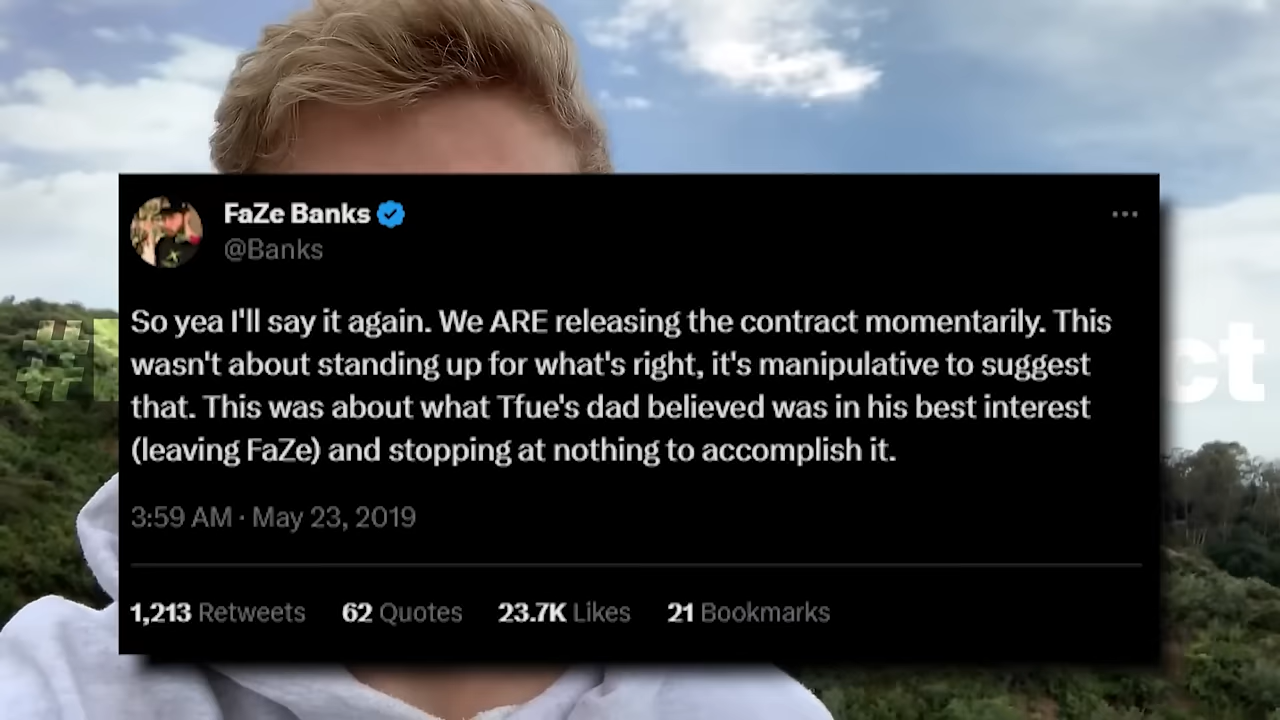 FaZe Banks
@Banks
So yea I'll say it again. We ARE releasing the contract momentarily. This
wasn't about standing up for what's right, it's manipulative to suggest
that. This was about what Tfue's dad believed was in his best interest
(leaving FaZe) and stopping at nothing to accomplish it.
3:59 AM · May 23, 2019
1,213 Retweets 62 Quotes 23.7K Likes 21 Bookmarks